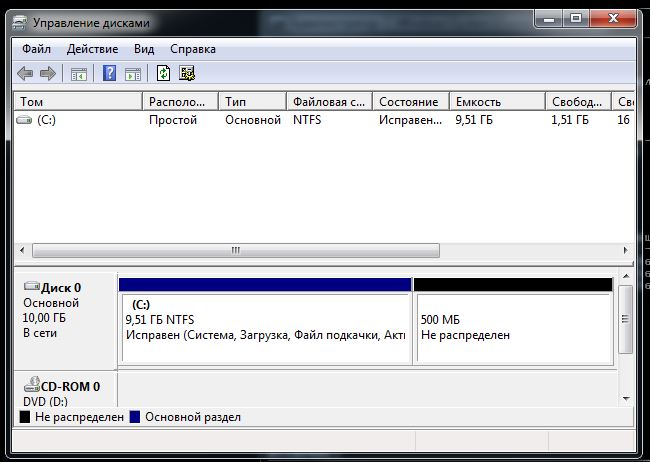 Управление дисками
Файл Действие Вид Справка
Том Располо... Тип Файловая с... Состояние Емкость Свобод... Сво
(C:) Простой Основной NTFS Исправен... 9,51 ГБ 1,51 ГБ 16
Диск 0
Основной
10,00 ГБ
В сети
(C:)
9,51 ГБ NTFS
Исправен (Система, Загрузка, Файл подкачки, Акти
500 МБ
Не распределен
CD-ROM 0
DVD (D:)
Не распределен Основной раздел